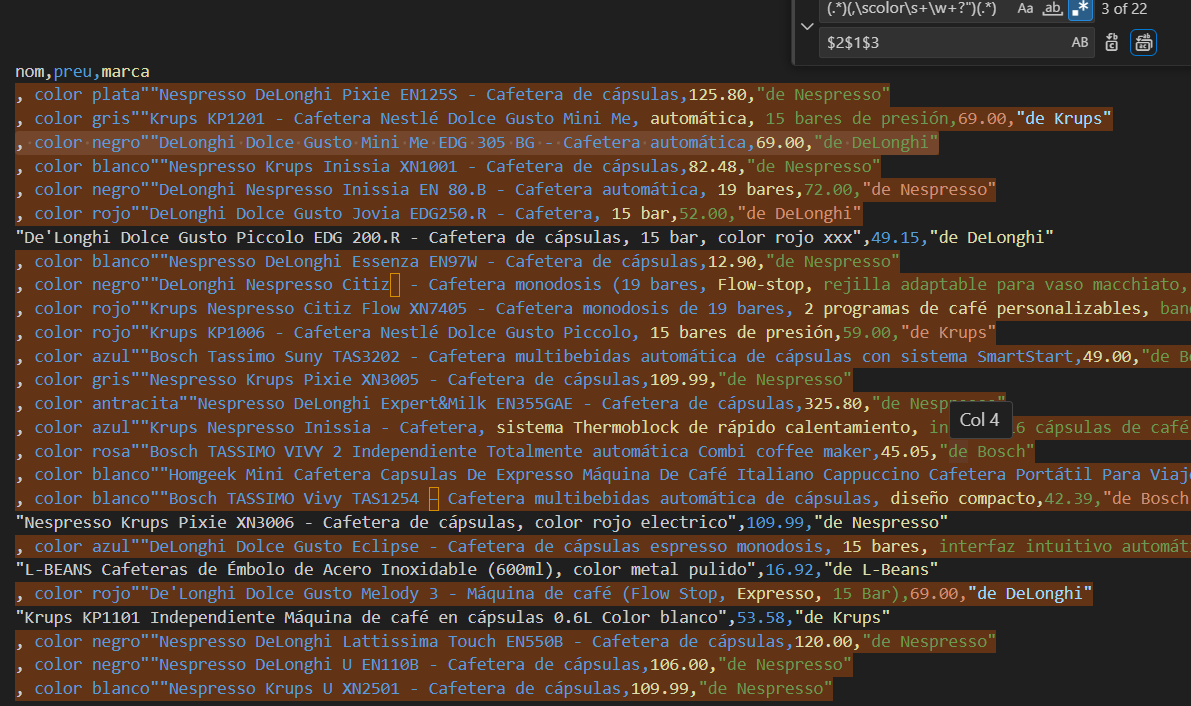 (.*)(,\scolor\s+\w+?")(.*)
Aa
ab
.*
3 of 22
$2$1$3
AB
nom,preu,marca
, color plata""Nespresso DeLonghi Pixie EN125S - Cafetera de cápsulas,125.80,"de Nespresso"
, color gris""Krups KP1201 - Cafetera Nestlé Dolce Gusto Mini Me, automática, 15 bares de presión,69.00,"de Krups"
, color negro""DeLonghi Dolce Gusto Mini Me EDG 305 BG - Cafetera automática,69.00,"de DeLonghi"
, color blanco""Nespresso Krups Inissia XN1001 - Cafetera de cápsulas,82.48,"de Nespresso"
, color negro""DeLonghi Nespresso Inissia EN 80.B - Cafetera automática, 19 bares,72.00,"de Nespresso"
, color rojo""DeLonghi Dolce Gusto Jovia EDG250.R - Cafetera, 15 bar,52.00,"de DeLonghi"
"De'Longhi Dolce Gusto Piccolo EDG 200.R - Cafetera de cápsulas, 15 bar, color rojo xxx",49.15,"de DeLonghi"
, color blanco""Nespresso DeLonghi Essenza EN97W - Cafetera de cápsulas,12.90,"de Nespresso"
, color negro""DeLonghi Nespresso Citiz - Cafetera monodosis (19 bares, Flow-stop, rejilla adaptable para vaso macchiato,
, color rojo""Krups Nespresso Citiz Flow XN7405 - Cafetera monodosis de 19 bares, 2 programas de café personalizables,
, color rojo""Krups KP1006 - Cafetera Nestlé Dolce Gusto Piccolo, 15 bares de presión,59.00,"de Krups"
, color azul""Bosch Tassimo Suny TAS3202 - Cafetera multibebidas automática de cápsulas con sistema SmartStart,49.00,"de
, color gris""Nespresso Krups Pixie XN3005 - Cafetera de cápsulas,109.99,"de Nespresso"
, color antracita""Nespresso DeLonghi Expert&Milk EN355GAE - Cafetera de cápsulas,325.80,"de
Col 4
, color azul""Krups Nespresso Inissia - Cafetera, sistema Thermoblock de rápido calentamiento, 6 cápsulas de café
, color rosa""Bosch TASSIMO VIVY 2 Independiente Totalmente automática Combi coffee maker,45.05,"de Bosch"
, color blanco""Homgeek Mini Cafetera Capsulas De Expresso Máquina De Café Italiano Cappuccino Cafetera Portátil Para
, color blanco""Bosch TASSIMO Vivy TAS1254 Cafetera multibebidas automática de cápsulas, diseño compacto,42.39,"de Bosch
"Nespresso Krups Pixie XN3006 - Cafetera de cápsulas, color rojo electrico",109.99,"de Nespresso"
, color azul""DeLonghi Dolce Gusto Eclipse - Cafetera de cápsulas espresso monodosis, 15 bares, interfaz intuitivo
"L-BEANS Cafeteras de Émbolo de Acero Inoxidable (600ml), color metal pulido",16.92,"de L-Beans"
, color rojo""De'Longhi Dolce Gusto Melody 3 - Máquina de café (Flow Stop, Expresso, 15 Bar),69.00,"de DeLonghi"
"Krups KP1101 Independiente Máquina de café en cápsulas 0.6L Color blanco",53.58,"de Krups"
, color negro""Nespresso DeLonghi Lattissima Touch EN550B - Cafetera de cápsulas,120.00,"de Nespresso"
, color negro""Nespresso DeLonghi U EN110B - Cafetera de cápsulas,106.00,"de Nespresso"
, color blanco""Nespresso Krups U XN2501 - Cafetera de cápsulas,109.99,"de Nespresso"